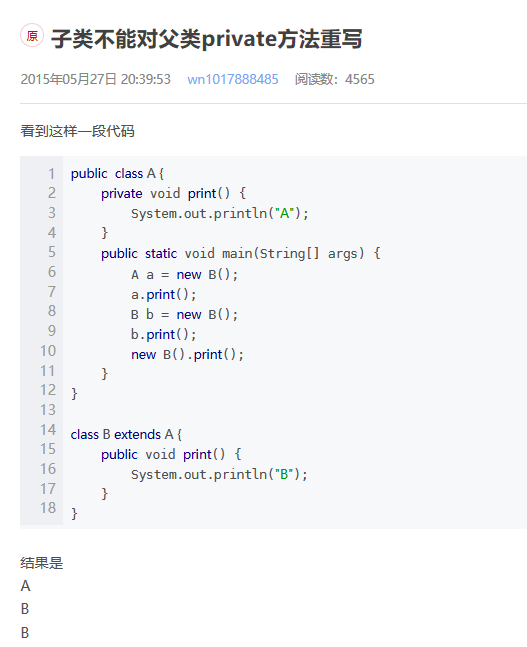 原 子类不能对父类private方法重写
2015年05月27日 20:39:53 wn1017888485 阅读数：4565
看到这样一段代码
1 public class A {
2     private void print() {
3         System.out.println("A");
4     }
5     public static void main(String[] args) {
6         A a = new B();
7         a.print();
8         B b = new B();
9         b.print();
10         new B().print();
11     }
12 }
13
14 class B extends A {
15     public void print() {
16         System.out.println("B");
17     }
18 }
结果是
A
B
B